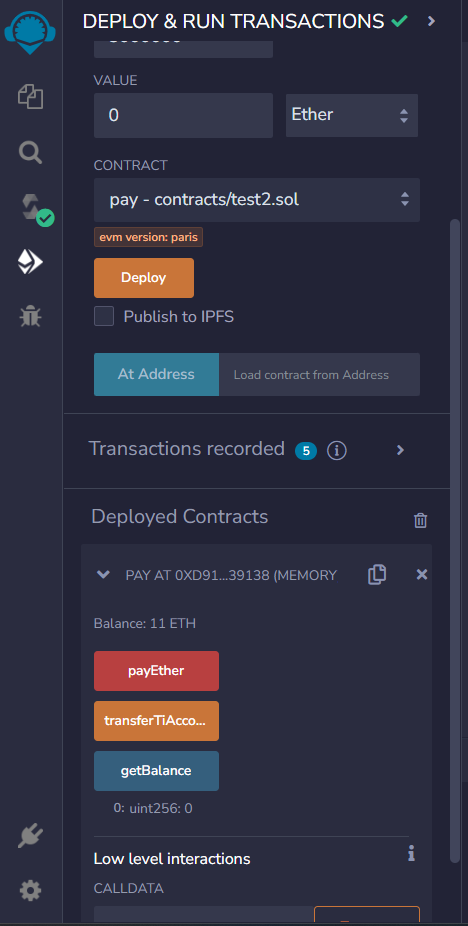 DEPLOY & RUN TRANSACTIONS
VALUE
0
Ether
CONTRACT
pay - contracts/test2.sol
evm version: paris
Deploy
Publish to IPFS
At Address
Load contract from Address
Transactions recorded 5
Deployed Contracts
PAY AT 0XD91...39138 (MEMORY
Balance: 11 ETH
payEther
transferTiAcco...
getBalance
0: uint256: 0
Low level interactions
CALLDATA